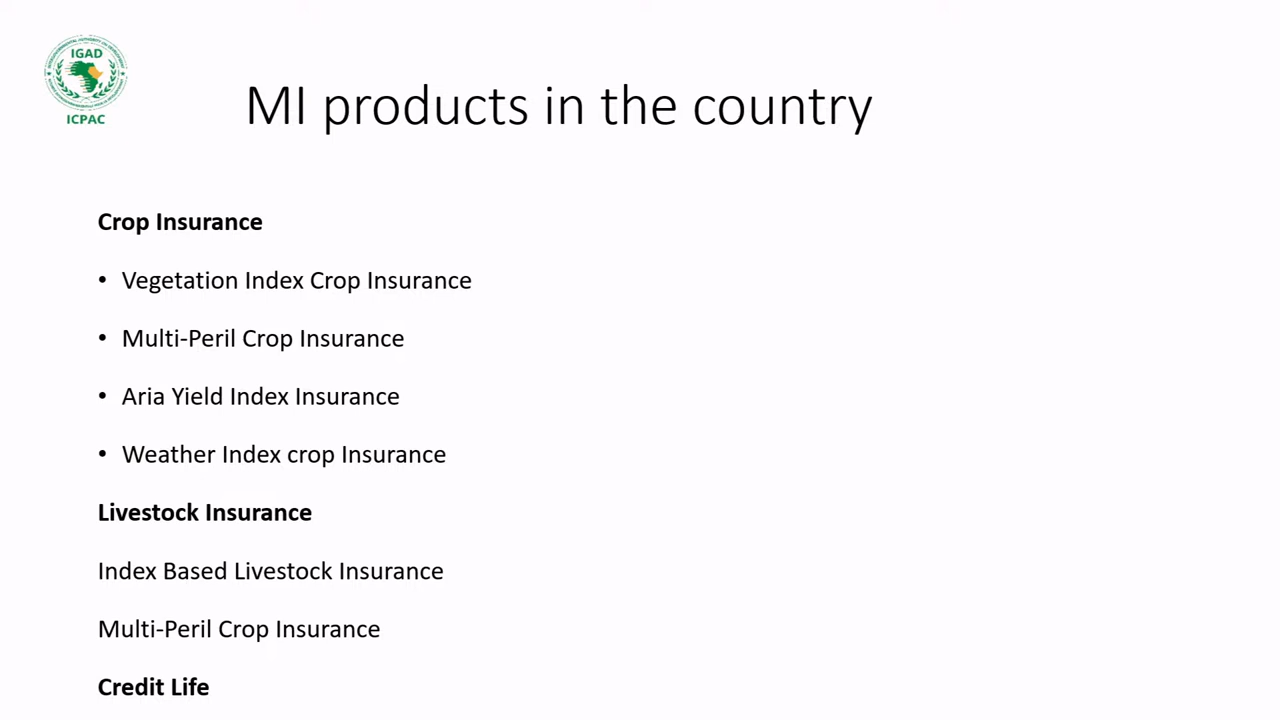 IGAD
ICPAC
MI products in the country
Crop Insurance
• Vegetation Index Crop Insurance
• Multi-Peril Crop Insurance
• Aria Yield Index Insurance
• Weather Index crop Insurance
Livestock Insurance
Index Based Livestock Insurance
Multi-Peril Crop Insurance
Credit Life